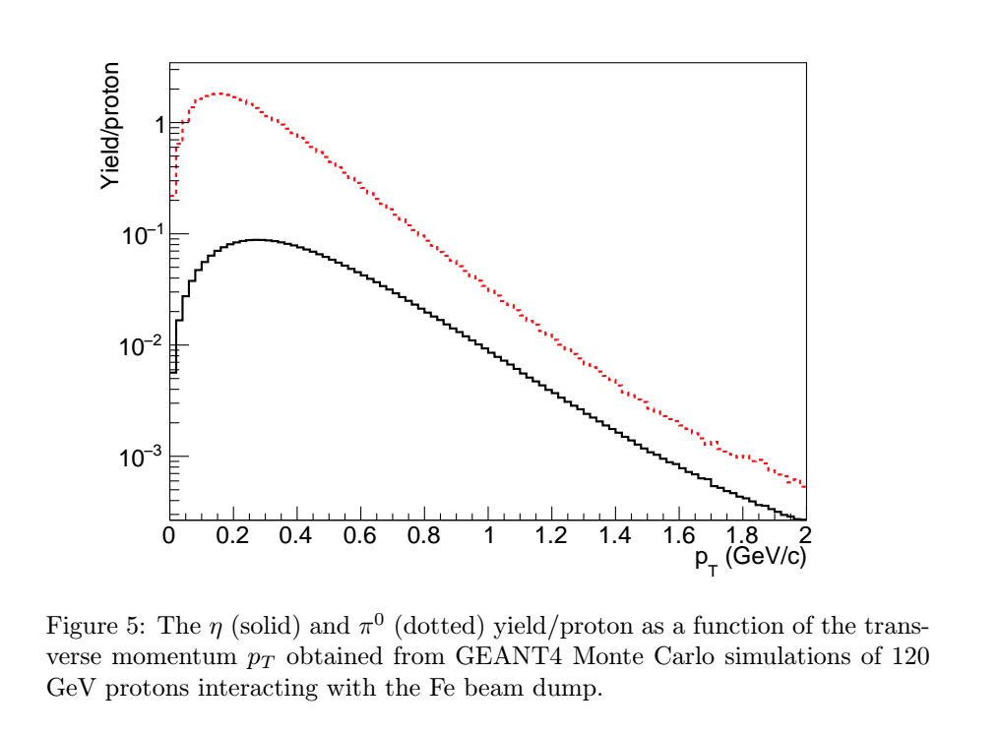 Yield/proton
1
10⁻¹
10⁻²
10⁻³
0 0.2 0.4 0.6 0.8 1 1.2 1.4 1.6 1.8 2
p_T (GeV/c)
Figure 5: The η (solid) and π⁰ (dotted) yield/proton as a function of the trans-
verse momentum p_T obtained from GEANT4 Monte Carlo simulations of 120
GeV protons interacting with the Fe beam dump.